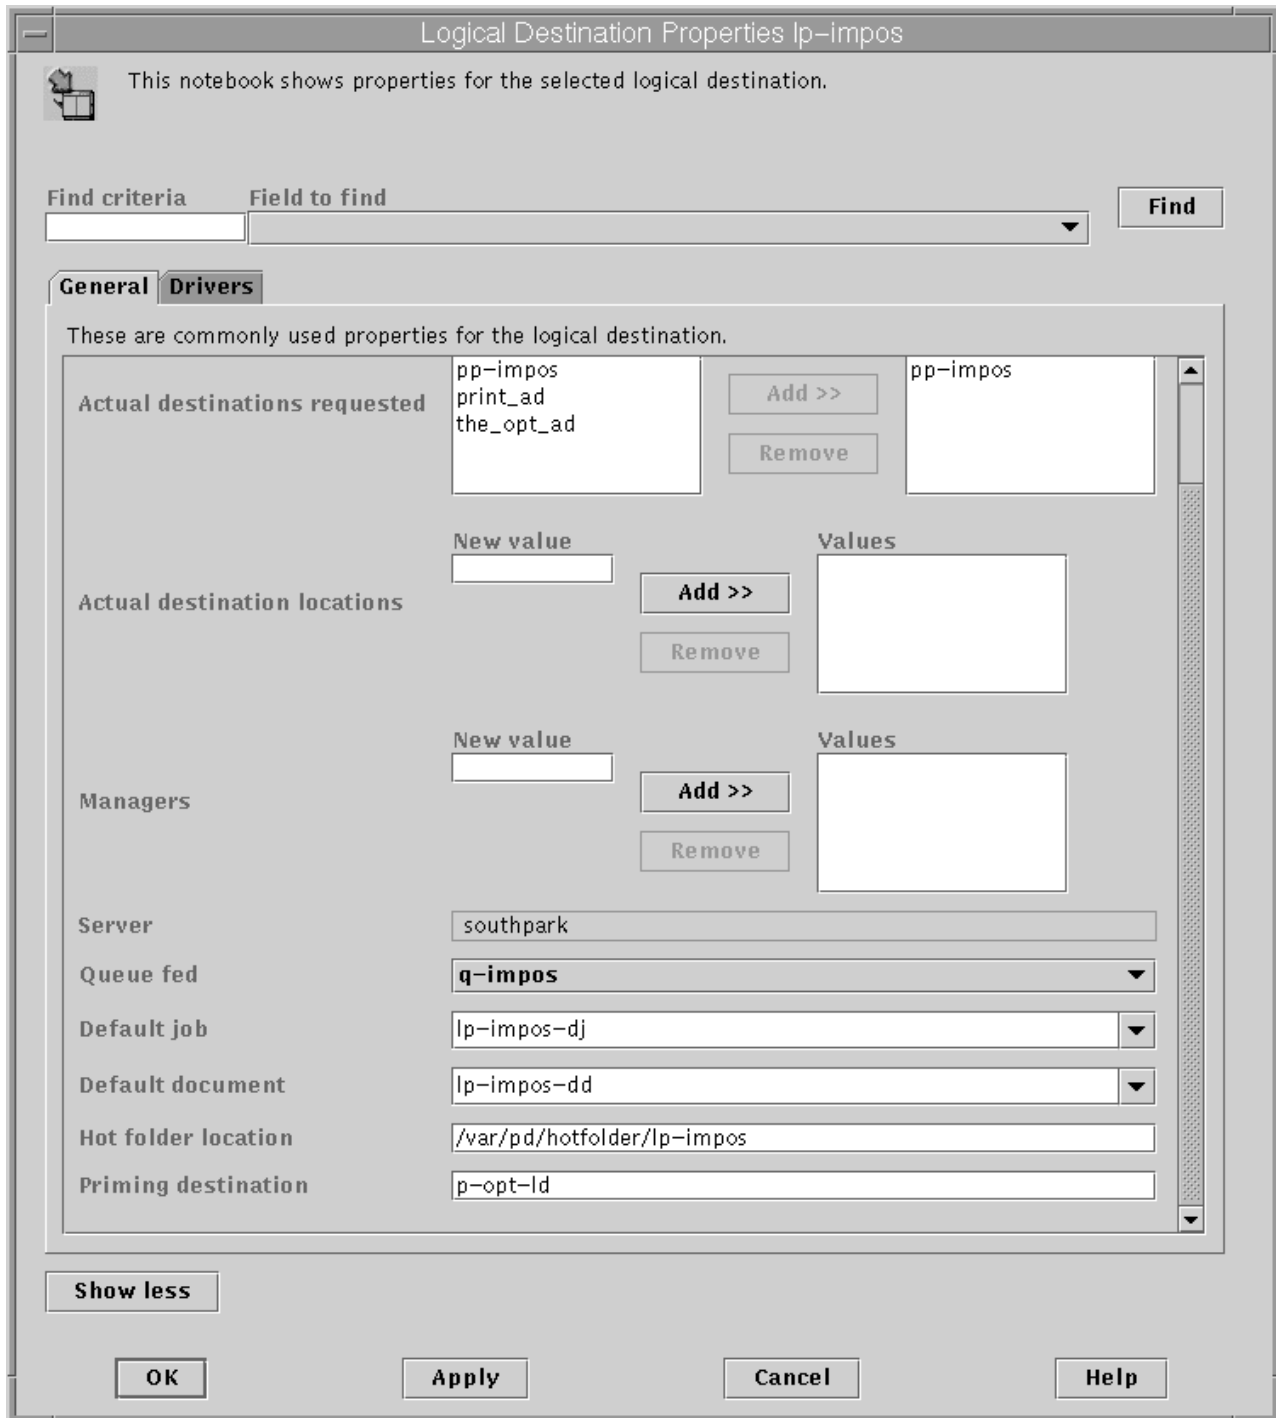 Logical Destination Properties lp-impos
This notebook shows properties for the selected logical destination.
Find criteria Field to find
Find
General Drivers
These are commonly used properties for the logical destination.
Actual destinations requested
pp-impos
print_ad
the_opt_ad
Add >>
Remove
pp-impos
Actual destination locations
New value
Add >>
Remove
Values
Managers
New value
Add >>
Remove
Values
Server southpark
Queue fed q-impos
Default job lp-impos-dj
Default document lp-impos-dd
Hot folder location /var/pd/hotfolder/lp-impos
Priming destination p-opt-ld
Show less
OK Apply Cancel Help